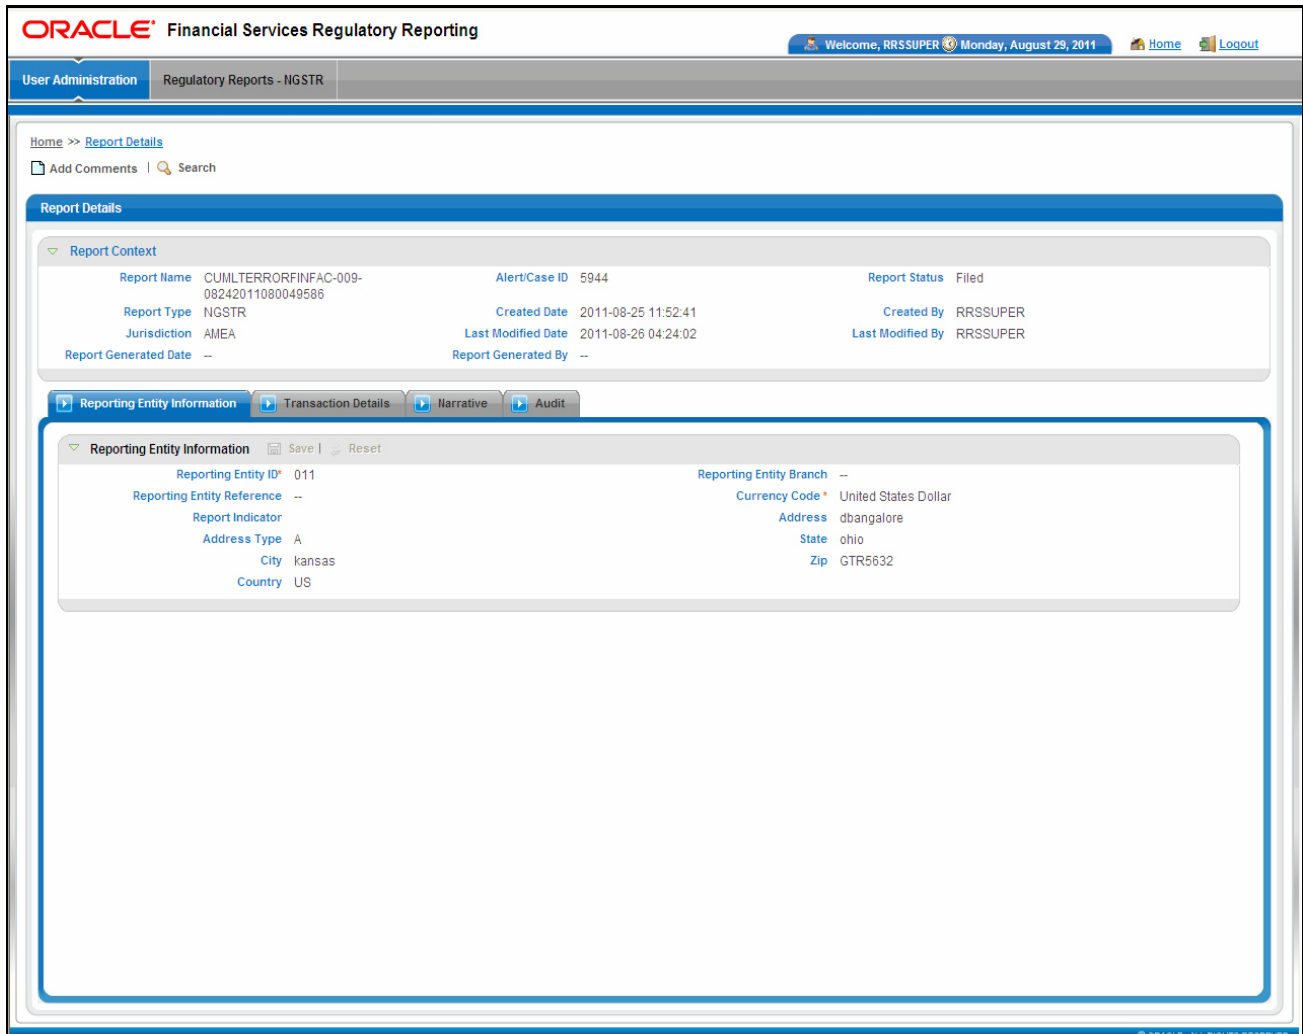 ORACLE® Financial Services Regulatory Reporting
Welcome, RRSSUPER Monday, August 29, 2011 Home Logout
User Administration Regulatory Reports - NGSTR
Home >> Report Details
Add Comments | Search
Report Details
Report Context
Report Name CUMLTERRORFINFAC-009-08242011080049586 Alert/Case ID 5944 Report Status Filed
Report Type NGSTR Created Date 2011-08-25 11:52:41 Created By RRSSUPER
Jurisdiction AMEA Last Modified Date 2011-08-26 04:24:02 Last Modified By RRSSUPER
Report Generated Date -- Report Generated By --
Reporting Entity Information Transaction Details Narrative Audit
Reporting Entity Information Save | Reset
Reporting Entity ID* 011 Reporting Entity Branch --
Reporting Entity Reference -- Currency Code * United States Dollar
Report Indicator Address dbangalore
Address Type A State ohio
City kansas Zip GTR5632
Country US